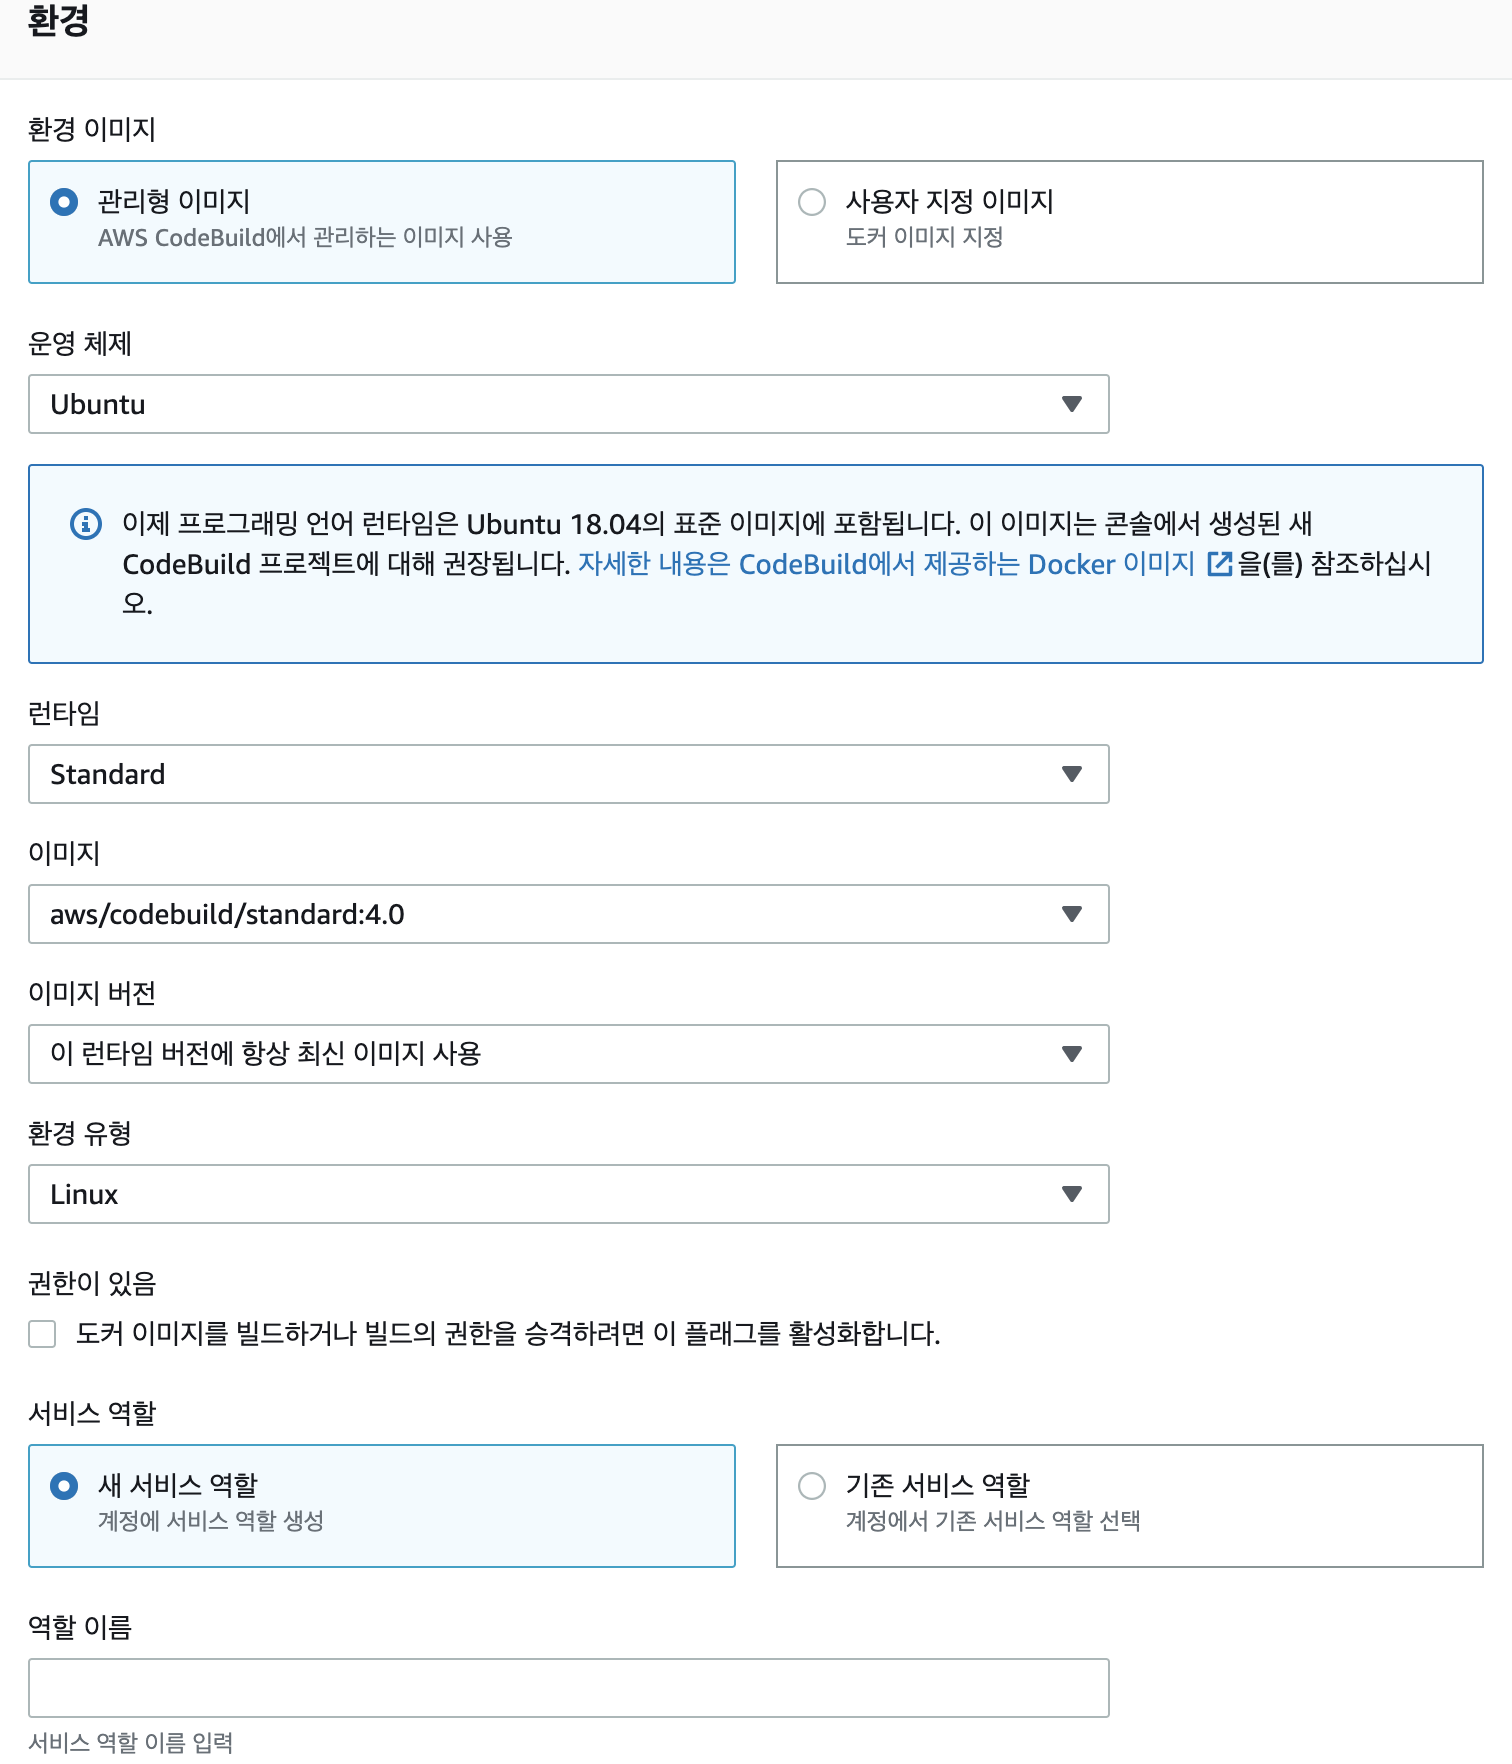 환경
환경 이미지
관리형 이미지
AWS CodeBuild에서 관리하는 이미지 사용
사용자 지정 이미지
도커 이미지 지정
운영 체제
Ubuntu
이제 프로그래밍 언어 런타임은 Ubuntu 18.04의 표준 이미지에 포함됩니다. 이 이미지는 콘솔에서 생성된 새
CodeBuild 프로젝트에 대해 권장됩니다. 자세한 내용은 CodeBuild에서 제공하는 Docker 이미지 을(를) 참조하십시
오.
런타임
Standard
이미지
aws/codebuild/standard:4.0
이미지 버전
이 런타임 버전에 항상 최신 이미지 사용
환경 유형
Linux
권한이 있음
도커 이미지를 빌드하거나 빌드의 권한을 승격하려면 이 플래그를 활성화합니다.
서비스 역할
새 서비스 역할
계정에 서비스 역할 생성
기존 서비스 역할
계정에서 기존 서비스 역할 선택
역할 이름
서비스 역할 이름 입력